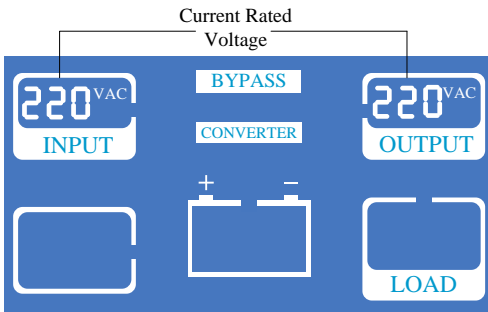 Current Rated
Voltage
220 VAC
INPUT
BYPASS
CONVERTER
220 VAC
OUTPUT
+ −
LOAD